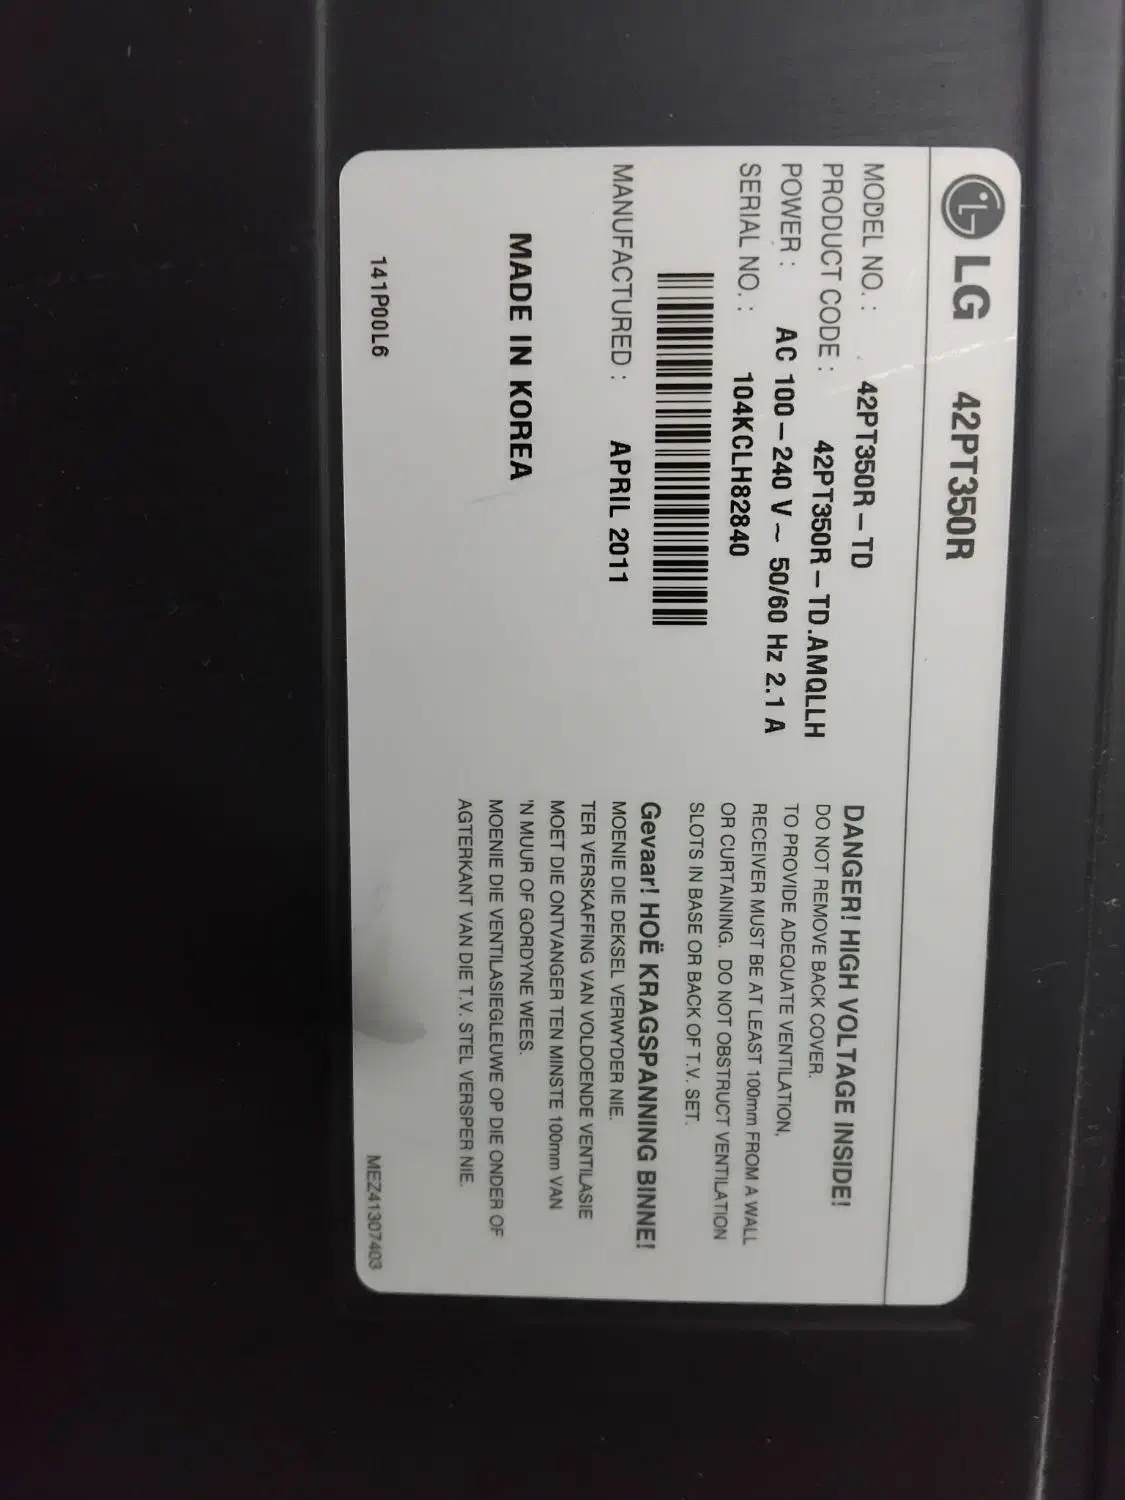 LG 42PT350R
MODEL NO. : 42PT350R-TD
PRODUCT CODE : 42PT350R-TD.AMQLLH
POWER : AC 100-240 V~ 50/60 Hz 2.1 A
SERIAL NO. : 104KCLH82840
MANUFACTURED : APRIL 2011
MADE IN KOREA
141P00L6
DANGER! HIGH VOLTAGE INSIDE!
DO NOT REMOVE BACK COVER.
TO PROVIDE ADEQUATE VENTILATION,
RECEIVER MUST BE AT LEAST 100mm FROM A WALL
OR CURTAINING. DO NOT OBSTRUCT VENTILATION
SLOTS IN BASE OR BACK OF T.V. SET.
Gevaar! HOË KRAGSPANNING BINNE!
MOENIE DIE DEKSEL VERWYDER NIE.
TER VERSKAFFING VAN VOLDOENDE VENTILASIE
MOET DIE ONTVANGER TEN MINSTE 100mm VAN
'N MUUR OF GORDYNE WEES.
MOENIE DIE VENTILASIEGLEUWE OP DIE ONDER OF
AGTERKANT VAN DIE T.V. STEL VERSPER NIE.
MEZ41307403